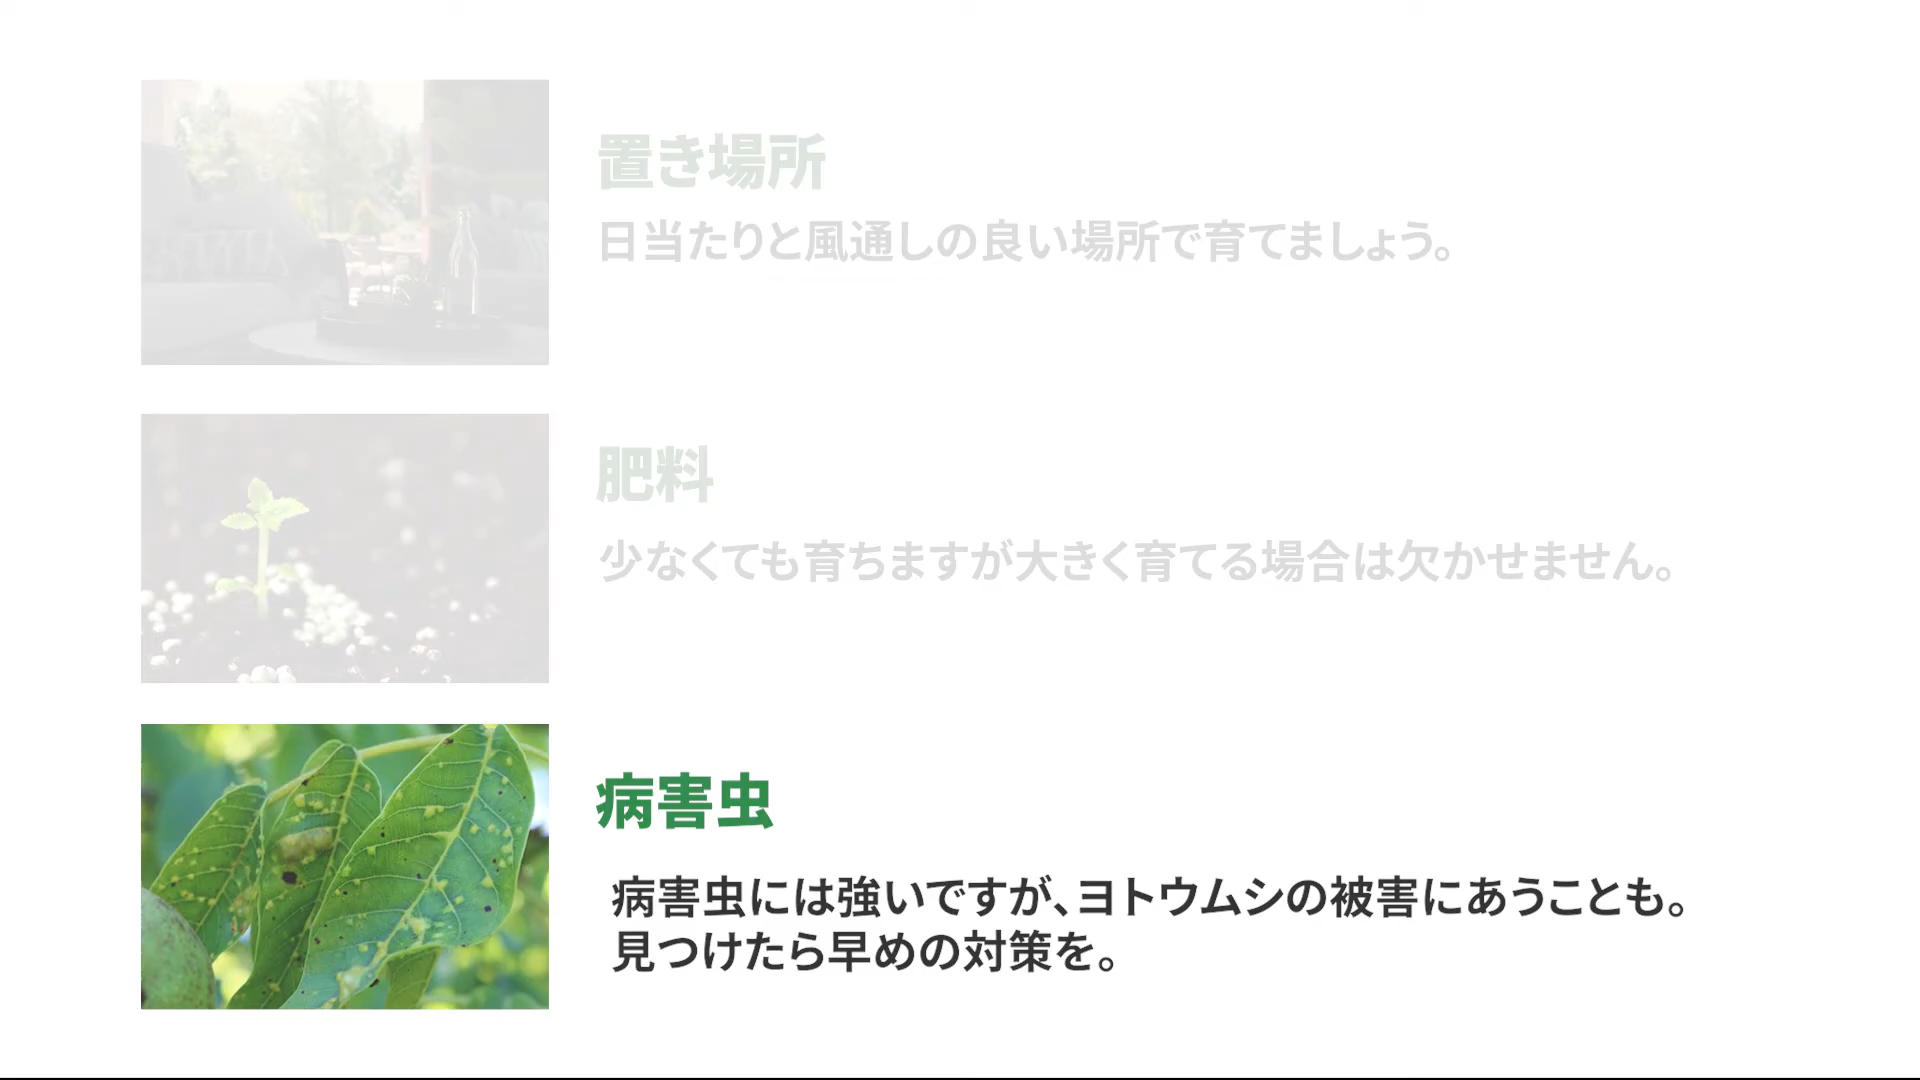 置き場所
日当たりと風通しの良い場所で育てましょう。
肥料
少なくても育ちますが大きく育てる場合は欠かせません。
病害虫
病害虫には強いですが、ヨトウムシの被害にあうことも。
見つけたら早めの対策を。